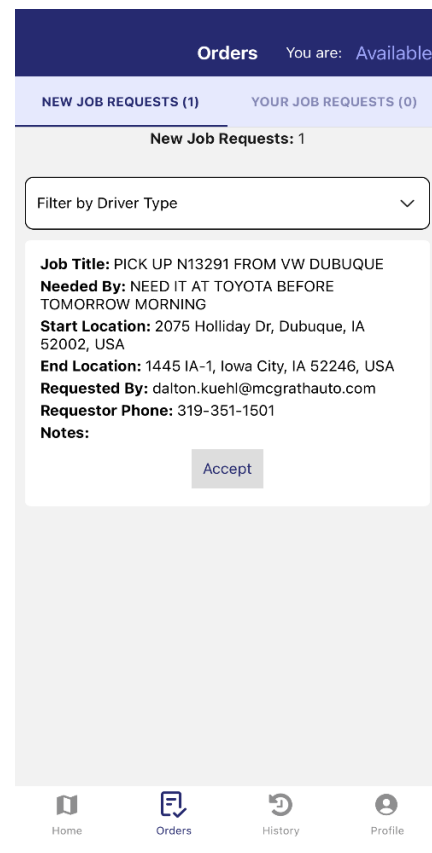 Orders You are: Available
NEW JOB REQUESTS (1) YOUR JOB REQUESTS (0)
New Job Requests: 1
Filter by Driver Type
Job Title: PICK UP N13291 FROM VW DUBUQUE
Needed By: NEED IT AT TOYOTA BEFORE
TOMORROW MORNING
Start Location: 2075 Holliday Dr, Dubuque, IA
52002, USA
End Location: 1445 IA-1, Iowa City, IA 52246, USA
Requested By: dalton.kuehl@mcgrathauto.com
Requestor Phone: 319-351-1501
Notes:
Accept
Home Orders History Profile